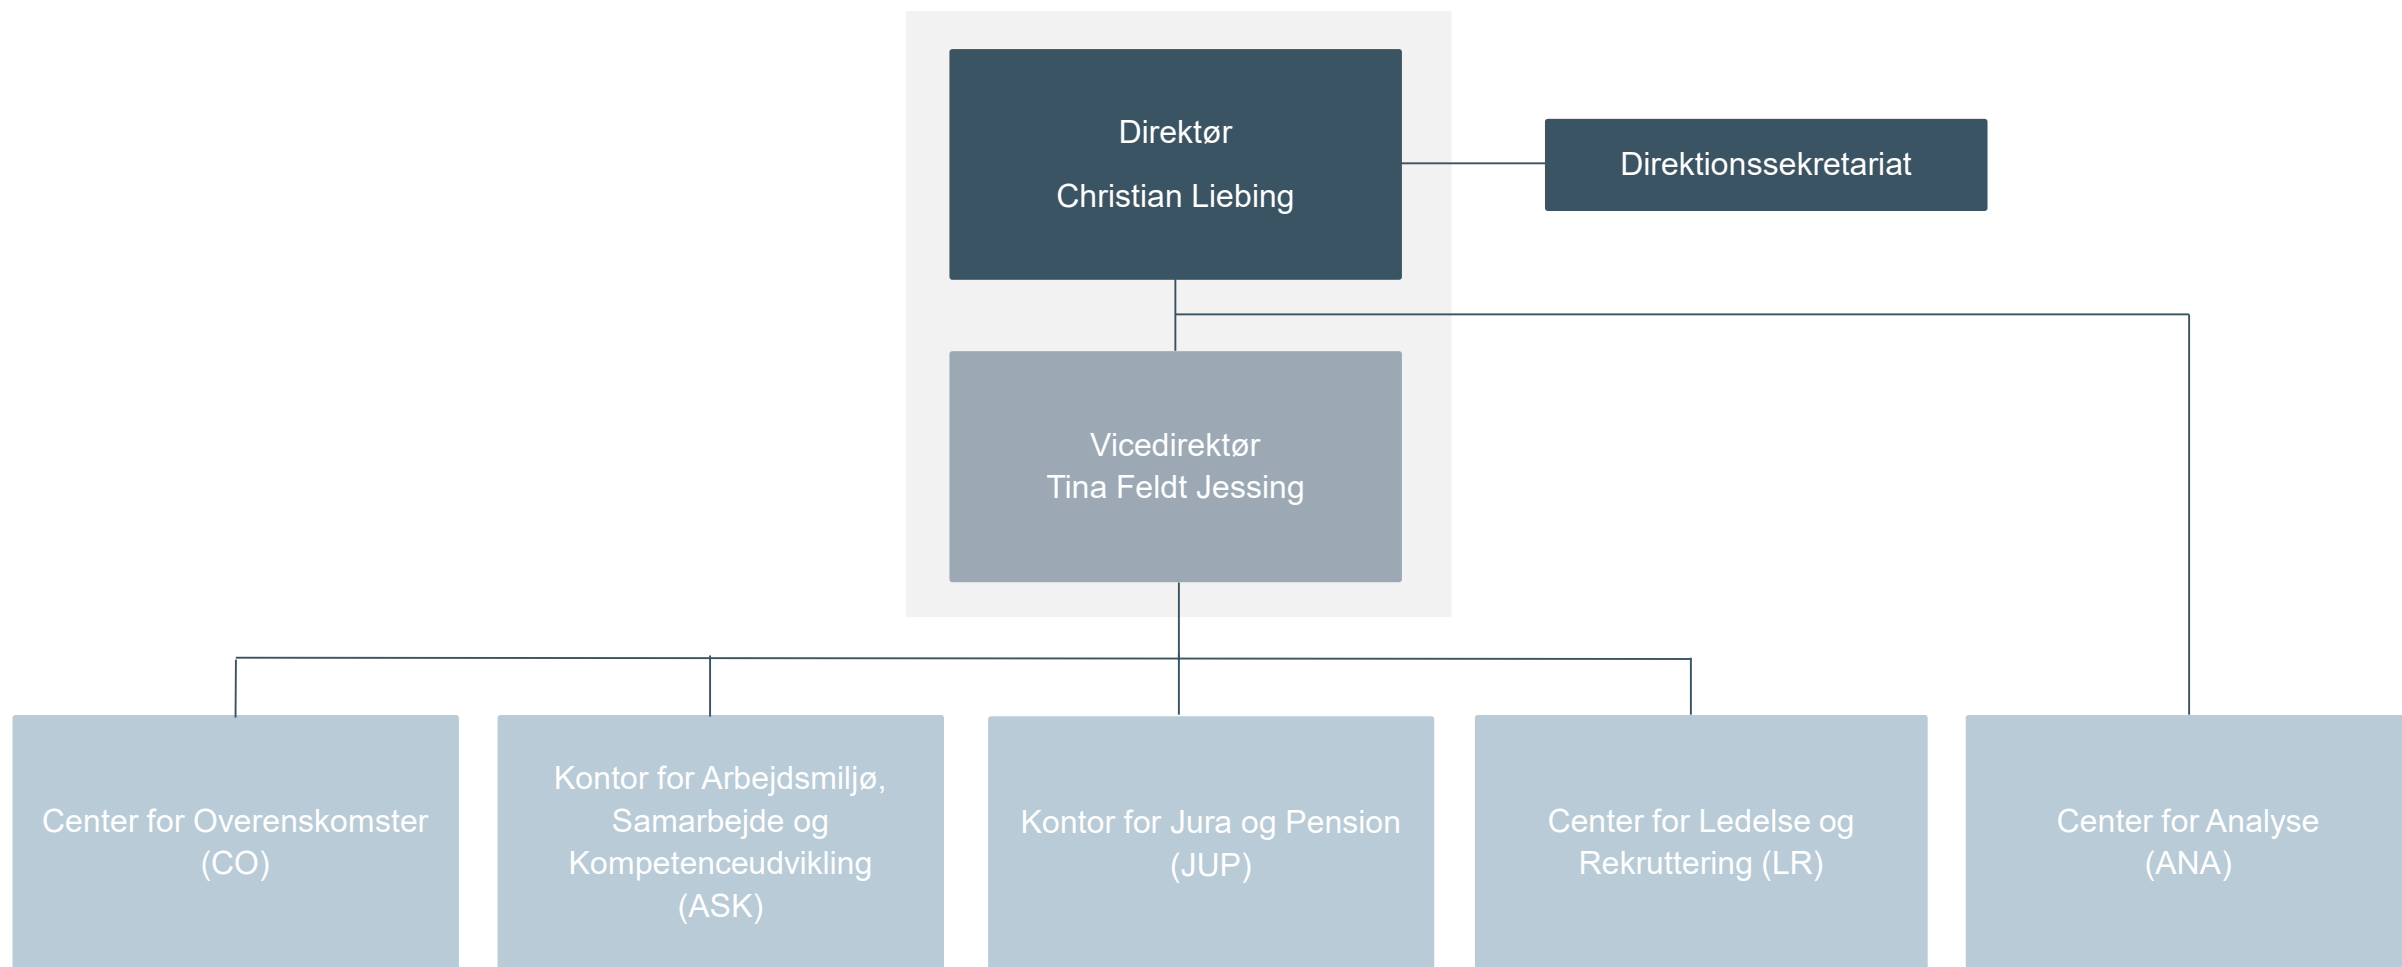 Direktør
Christian Liebing
Direktionssekretariat
Vicedirektør
Tina Feldt Jessing
Center for Overenskomster
(CO)
Kontor for Arbejdsmiljø,
Samarbejde og
Kompetenceudvikling
(ASK)
Kontor for Jura og Pension
(JUP)
Center for Ledelse og
Rekruttering (LR)
Center for Analyse
(ANA)